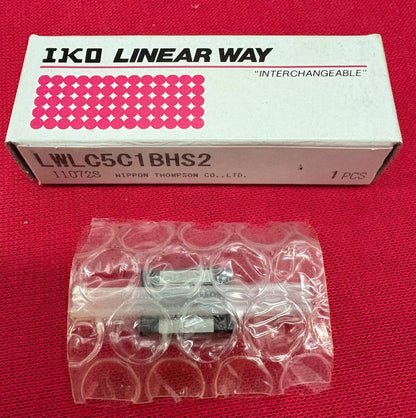 IKO LINEAR WAY
"INTERCHANGEABLE"
LWLC5C1BHS2
110728 NIPPON THOMPSON CO.,LTD. 1 PCS